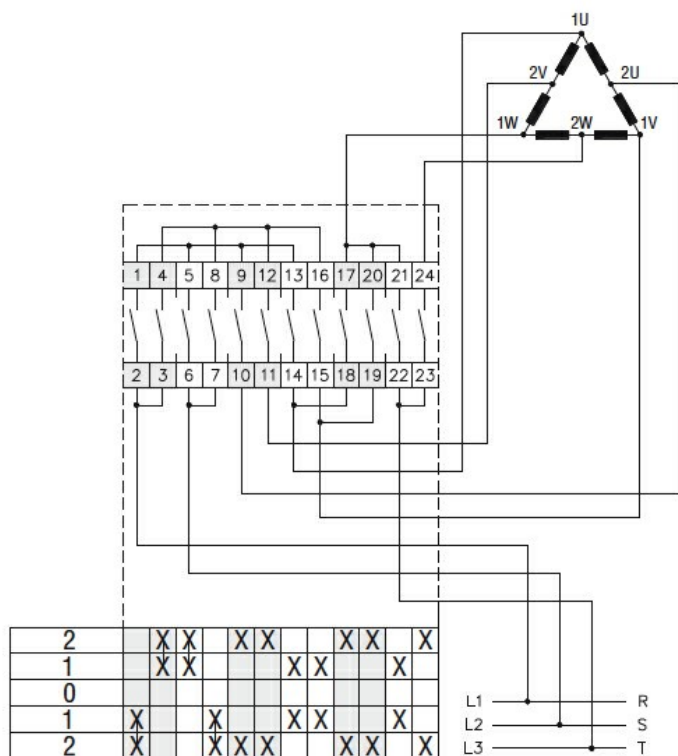 1U
2V 2U
1W 2W 1V
1 4 5 8 9 12 13 16 17 20 21 24
2 3 6 7 10 11 14 15 18 19 22 23
2 X X X X X X X
1 X X X X X
0
1 X X X X X
2 X X X X X X X
L1 R
L2 S
L3 T